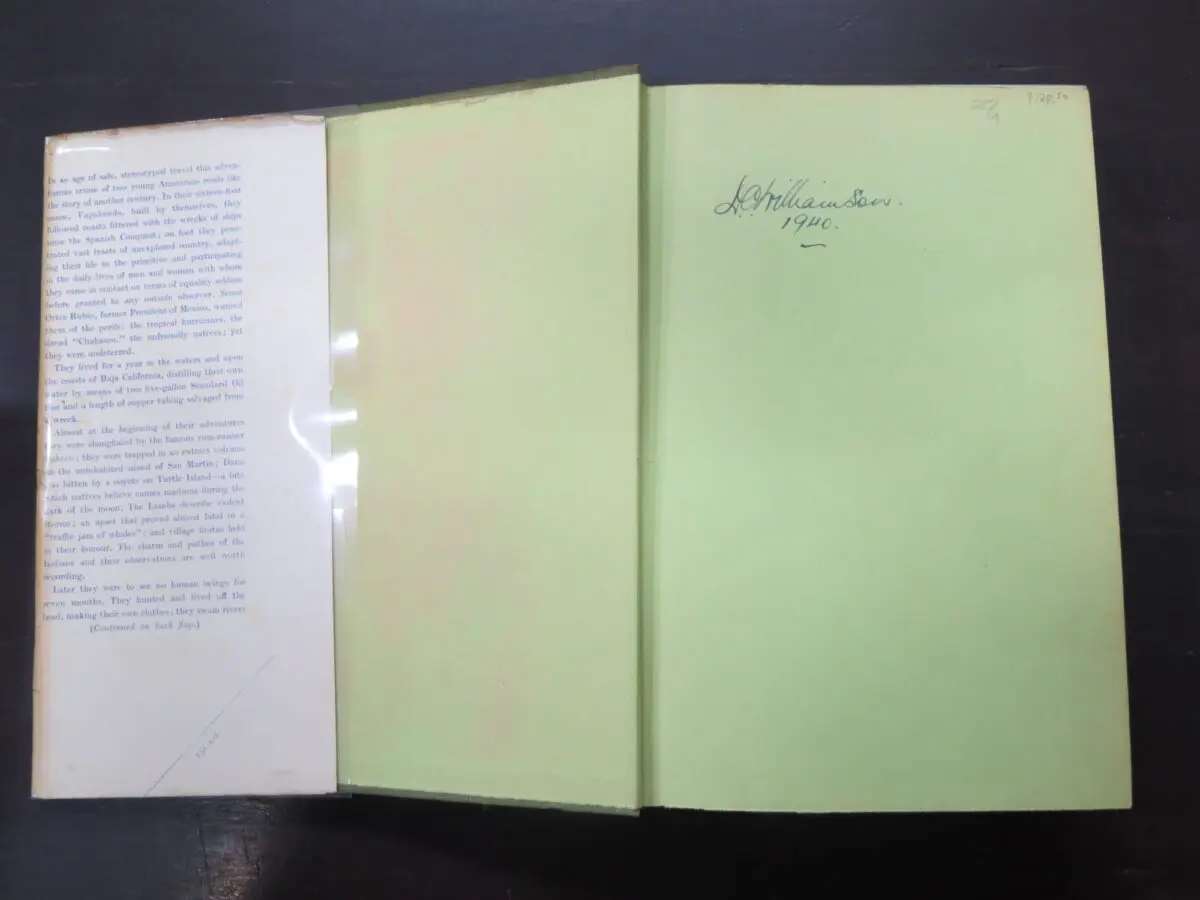 In an age of safe, stereotyped travel this adven-
turous cruise of two young Americans reads like
the story of another century. In their sixteen-foot
canoe, Vagabunda, built by themselves, they
followed coasts littered with the wrecks of ships
since the Spanish Conquest; on foot they pene-
trated vast tracts of unexplored country, adapt-
ing their life to the primitive and participating
in the daily lives of men and women with whom
they came in contact on terms of equality seldom
before granted to any outside observer. Senor
Ortez Rubio, former President of Mexico, warned
them of the perils: the tropical hurricanes, the
dread "Chabasco," the unfriendly natives; yet
they were undeterred.
They lived for a year in the waters and upon
the coasts of Baja California, distilling their own
water by means of two five-gallon Standard Oil
tins and a length of copper tubing salvaged from
a wreck.
Almost at the beginning of their adventures
they were shanghaied by the famous rum-runner
they were trapped in an extinct volcano
on the uninhabited island of San Martin; Dana
was bitten by a coyote on Turtle Island—a bite
which natives believe causes madness during the
dark of the moon. The Lambs describe violent
storms; an upset that proved almost fatal in a
"traffic jam of whales"; and village fiestas held
in their honour. The charm and pathos of the
Indians and their observations are well worth
recording.
Later they were to see no human beings for
seven months. They hunted and lived off the
land, making their own clothes; they swam rivers
(Continued on back flap.)
D.C. Williamson.
1940.